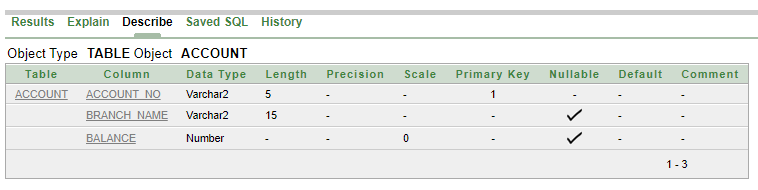 Results Explain Describe Saved SQL History
Object Type TABLE Object ACCOUNT
Table Column Data Type Length Precision Scale Primary Key Nullable Default Comment
ACCOUNT ACCOUNT_NO Varchar2 5 - - 1 - - -
BRANCH_NAME Varchar2 15 - - - ✓ - -
BALANCE Number - - 0 - ✓ - -
1 - 3